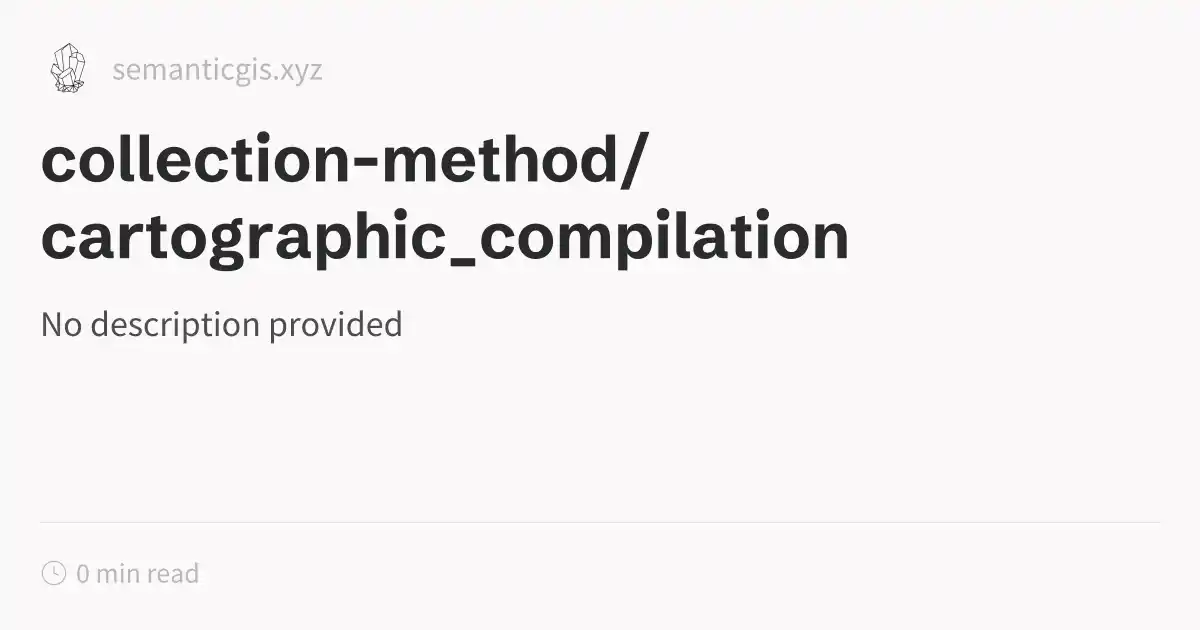 semanticgis.xyz
collection-method/
cartographic_compilation
No description provided
0 min read